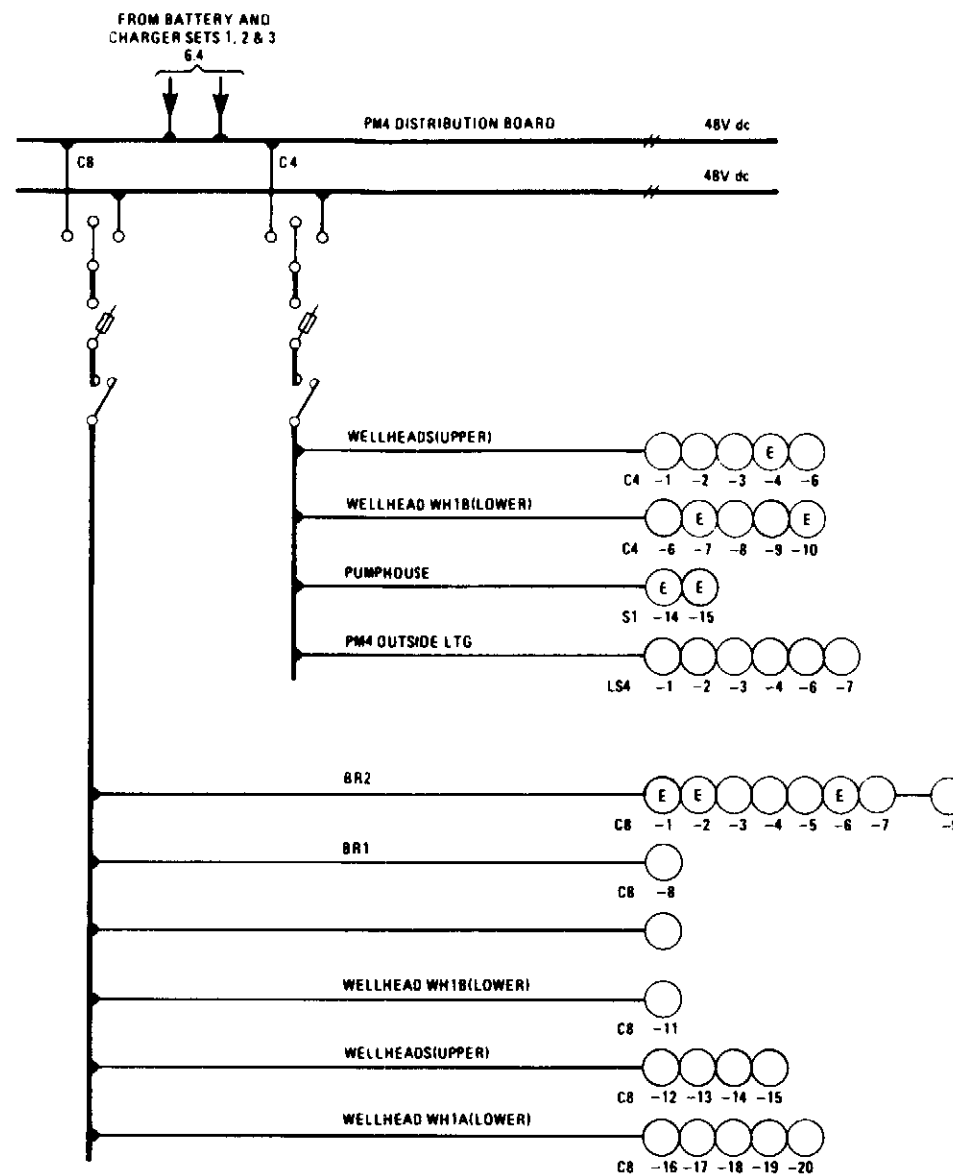 FROM BATTERY AND
CHARGER SETS 1, 2 & 3
6.4
PM4 DISTRIBUTION BOARD 48V dc
C8 C4
48V dc
WELLHEADS(UPPER) E
C4 -1 -2 -3 -4 -6
WELLHEAD WH1B(LOWER) E E
C4 -6 -7 -8 -9 -10
PUMPHOUSE E E
S1 -14 -15
PM4 OUTSIDE LTG
LS4 -1 -2 -3 -4 -6 -7
BR2 E E E
C8 -1 -2 -3 -4 -5 -6 -7
BR1
C8 -8
WELLHEAD WH1B(LOWER)
C8 -11
WELLHEADS(UPPER)
C8 -12 -13 -14 -15
WELLHEAD WH1A(LOWER)
C8 -16 -17 -18 -19 -20